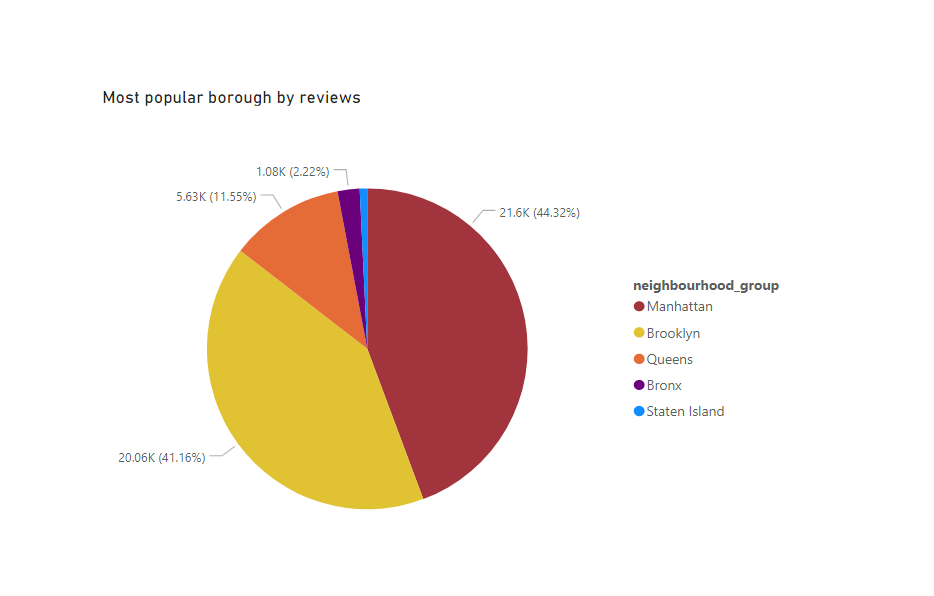 Most popular borough by reviews
1.08K (2.22%)
5.63K (11.55%)
21.6K (44.32%)
20.06K (41.16%)
neighbourhood_group
Manhattan
Brooklyn
Queens
Bronx
Staten Island